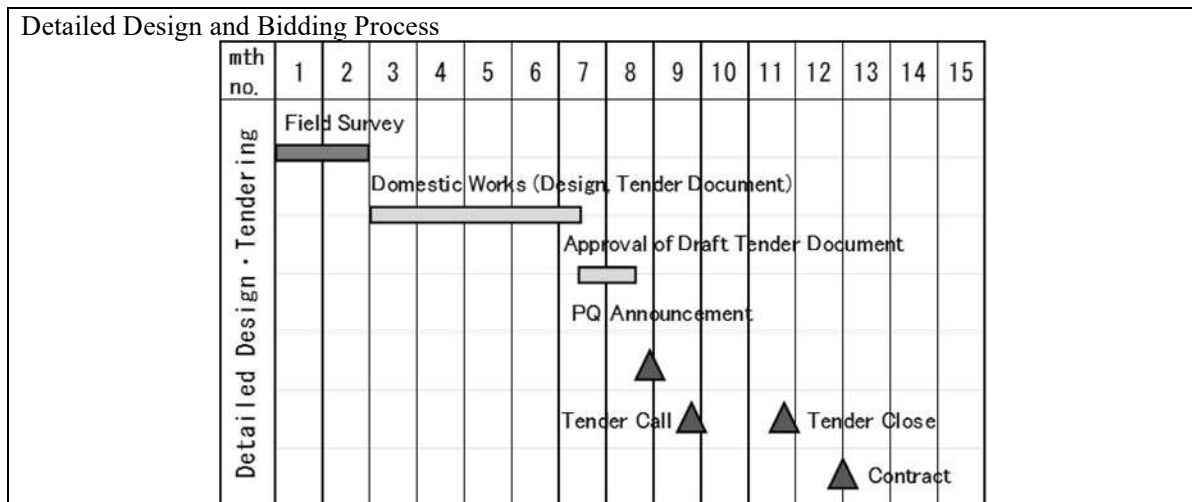 Detailed Design and Bidding Process
mth no. 1 2 3 4 5 6 7 8 9 10 11 12 13 14 15
Detailed Design・Tendering
Field Survey
Domestic Works (Design, Tender Document)
Approval of Draft Tender Document
PQ Announcement
Tender Call Tender Close
Contract